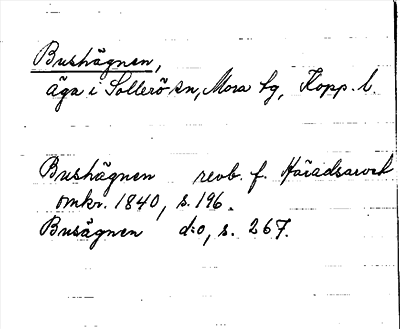 Bushägnen,
äga i Sollerö sn, Mora tg, Kopp. l.
Bushägnen revb. f. Häradsarvet
omkr. 1840, s. 196.
Busägnen d:o, s. 267.